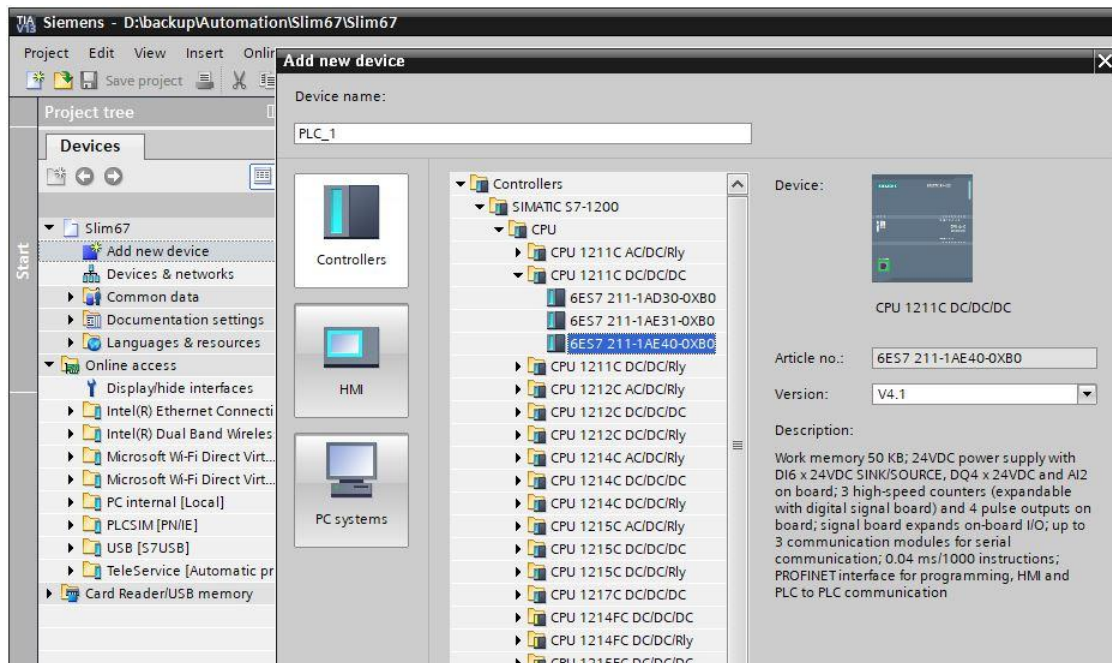 TIA V13 Siemens - D:\backup\Automation\Slim67\Slim67
Project Edit View Insert
Save project
Project tree
Devices
Start
Slim67
Add new device
Devices & networks
Common data
Documentation settings
Languages & resources
Online access
Display/hide interfaces
Intel(R) Ethernet Connecti
Intel(R) Dual Band Wireles
Microsoft Wi-Fi Direct Virt...
Microsoft Wi-Fi Direct Virt...
PC internal [Local]
PLCSIM [PN/IE]
USB [S7USB]
TeleService [Automatic pr
Card Reader/USB memory
Add new device
Device name:
PLC_1
Controllers
HMI
PC systems
Controllers
SIMATIC S7-1200
CPU
CPU 1211C AC/DC/Rly
CPU 1211C DC/DC/DC
6ES7 211-1AD30-0XB0
6ES7 211-1AE31-0XB0
6ES7 211-1AE40-0XB0
CPU 1211C DC/DC/Rly
CPU 1212C AC/DC/Rly
CPU 1212C DC/DC/DC
CPU 1212C DC/DC/Rly
CPU 1214C AC/DC/Rly
CPU 1214C DC/DC/DC
CPU 1214C DC/DC/Rly
CPU 1215C AC/DC/Rly
CPU 1215C DC/DC/DC
CPU 1215C DC/DC/Rly
CPU 1217C DC/DC/DC
CPU 1214FC DC/DC/DC
CPU 1214FC DC/DC/Rly
CPU 1215FC DC/DC/DC
Device:
CPU 1211C DC/DC/DC
Article no.: 6ES7 211-1AE40-0XB0
Version: V4.1
Description:
Work memory 50 KB; 24VDC power supply with
DI6 x 24VDC SINK/SOURCE, DQ4 x 24VDC and AI2
on board; 3 high-speed counters (expandable
with digital signal board) and 4 pulse outputs on
board; signal board expands on-board I/O; up to
3 communication modules for serial
communication; 0.04 ms/1000 instructions;
PROFINET interface for programming, HMI and
PLC to PLC communication